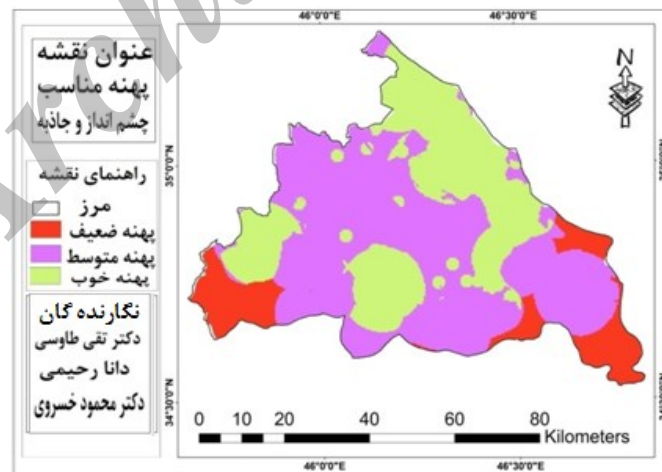 عنوان نقشه
پهنه مناسب
چشم انداز و جاذبه
راهنمای نقشه
مرز
پهنه ضعیف
پهنه متوسط
پهنه خوب
نگارنده گان
دکتر تقی طاوسی
دانا رحیمی
دکتر محمود خسروی
46°0'0"E
46°30'0"E
N
35°0'0"N
34°30'0"N
0 10 20 40 60 80
Kilometers
46°0'0"E
46°30'0"E